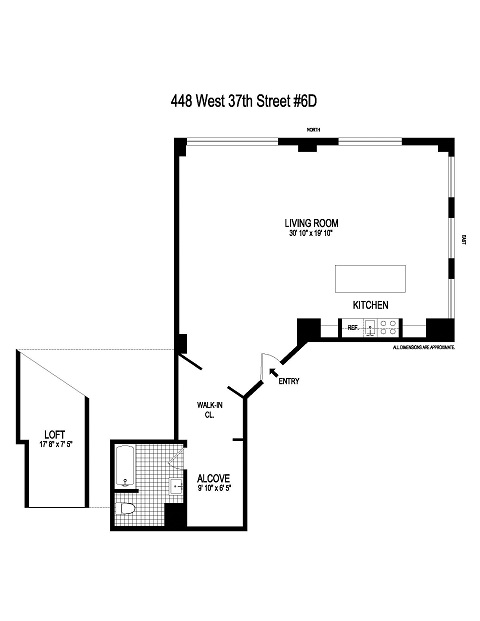 448 West 37th Street #6D
NORTH
LIVING ROOM
30' 10" x 19' 10"
EAST
KITCHEN
REF.
ALL DIMENSIONS ARE APPROXIMATE.
ENTRY
WALK-IN
CL.
LOFT
17' 8" x 7' 5"
ALCOVE
9' 10" x 6' 5"